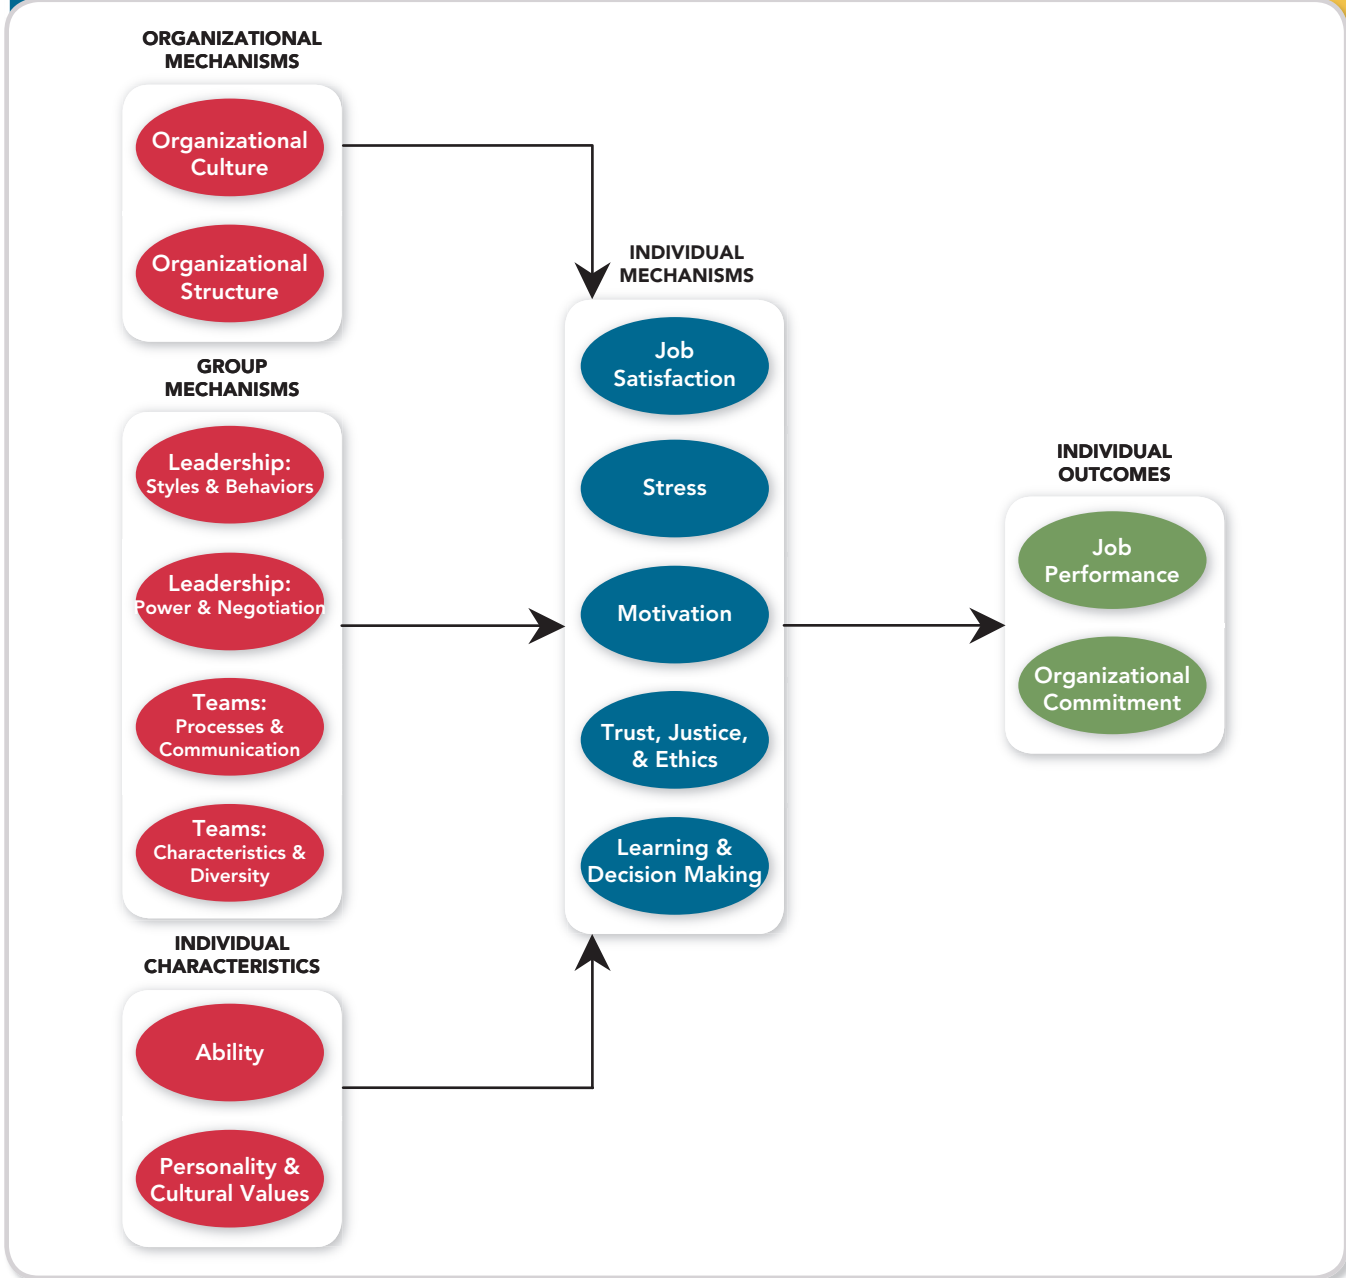 ORGANIZATIONAL
MECHANISMS
Organizational
Culture
Organizational
Structure
GROUP
MECHANISMS
Leadership:
Styles & Behaviors
Leadership:
Power & Negotiation
Teams:
Processes &
Communication
Teams:
Characteristics &
Diversity
INDIVIDUAL
CHARACTERISTICS
Ability
Personality &
Cultural Values
INDIVIDUAL
MECHANISMS
Job
Satisfaction
Stress
Motivation
Trust, Justice,
& Ethics
Learning &
Decision Making
INDIVIDUAL
OUTCOMES
Job
Performance
Organizational
Commitment